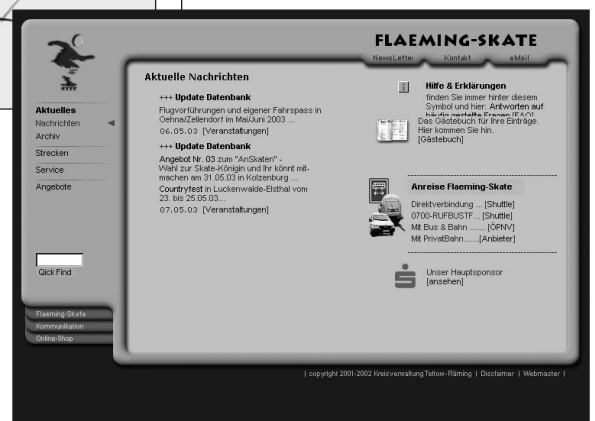 FLAEMING-SKATE
NewsLetter Kontakt eMail
Aktuelles
Nachrichten
Archiv
Strecken
Service
Angebote
Qick Find
Flaeming-Skate
Kommunikation
Online-Shop
Aktuelle Nachrichten
+++ Update Datenbank
Flugvorführungen und eigener Fahrspass in
Oehna/Zellendorf im Mai/Juni 2003 ...
06.05.03 [Veranstaltungen]
+++ Update Datenbank
Angebot Nr. 03 zum "AnSkaten" -
Wahl zur Skate-Königin und Ihr könnt mit-
machen am 31.05.03 in Kolzenburg ...
Countryfest in Luckenwalde-Elsthal vom
23. bis 25.05.03...
07.05.03 [Veranstaltungen]
Hilfe & Erklärungen
finden Sie immer hinter diesem
Symbol und hier: Antworten auf
häufig gestellte Fragen [FAQ]
Das Gästebuch für Ihre Einträge.
Hier kommen Sie hin.
[Gästebuch]
Anreise Flaeming-Skate
Direktverbindung ... [Shuttle]
0700-RUFBUSTF... [Shuttle]
Mit Bus & Bahn ....... [ÖPNV]
Mit PrivatBahn.......[Anbieter]
Unser Hauptsponsor
[ansehen]
| copyright 2001-2002 Kreisverwaltung Teltow-Fläming | Disclaimer | Webmaster |